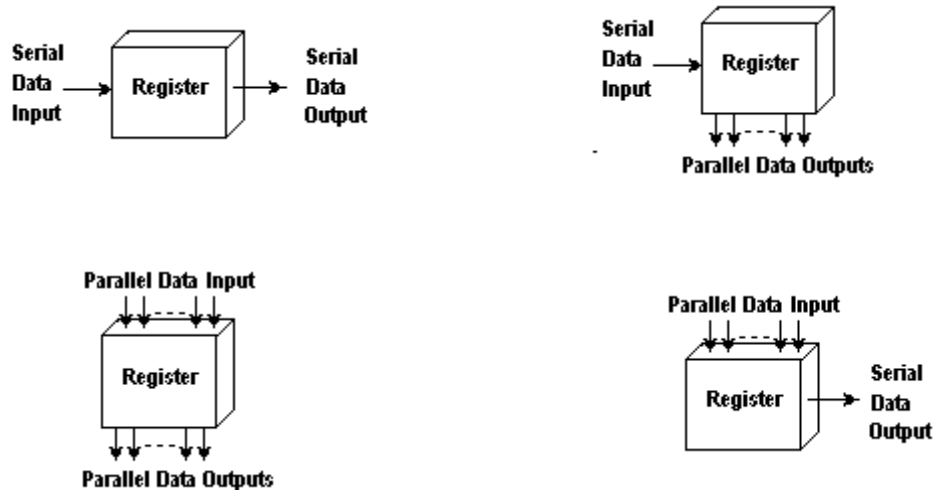 Serial
Data
Input
Register
Serial
Data
Output
Serial
Data
Input
Register
Parallel Data Outputs
Parallel Data Input
Register
Parallel Data Outputs
Parallel Data Input
Register
Serial
Data
Output